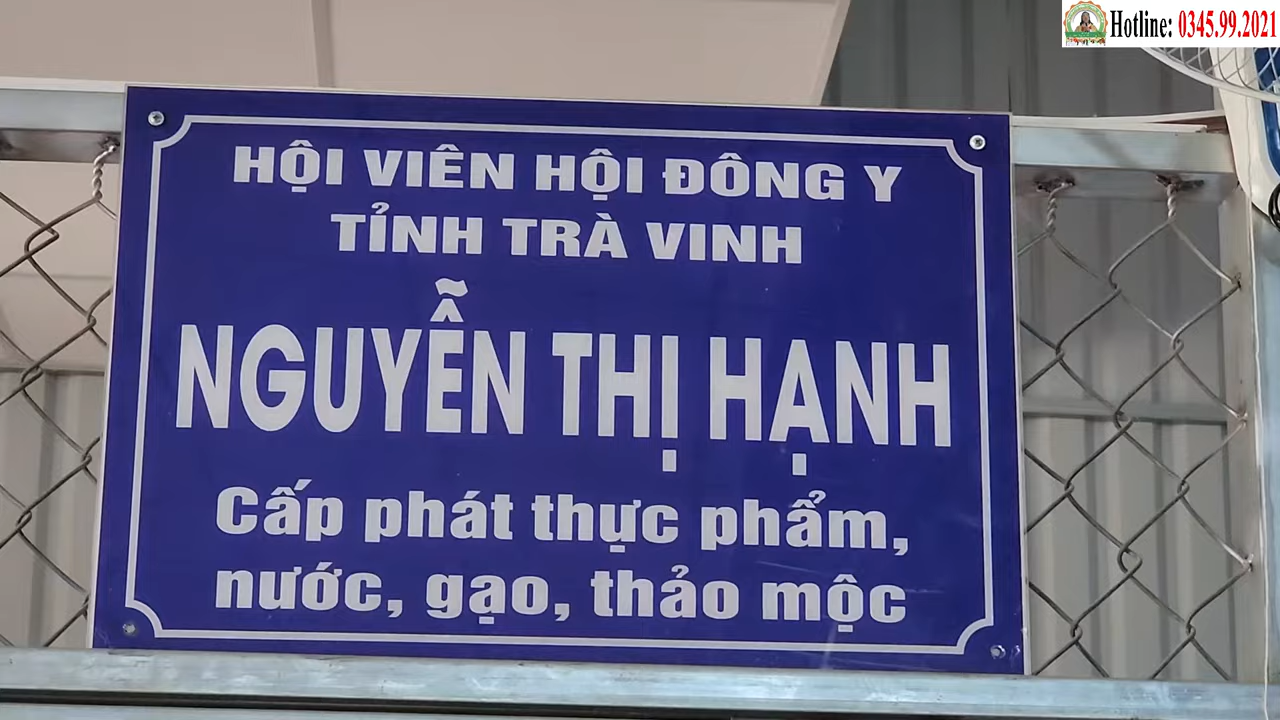 Hotline: 0345.99.2021
HỘI VIÊN HỘI ĐÔNG Y
TỈNH TRÀ VINH
NGUYỄN THỊ HẠNH
Cấp phát thực phẩm,
nước, gạo, thảo mộc